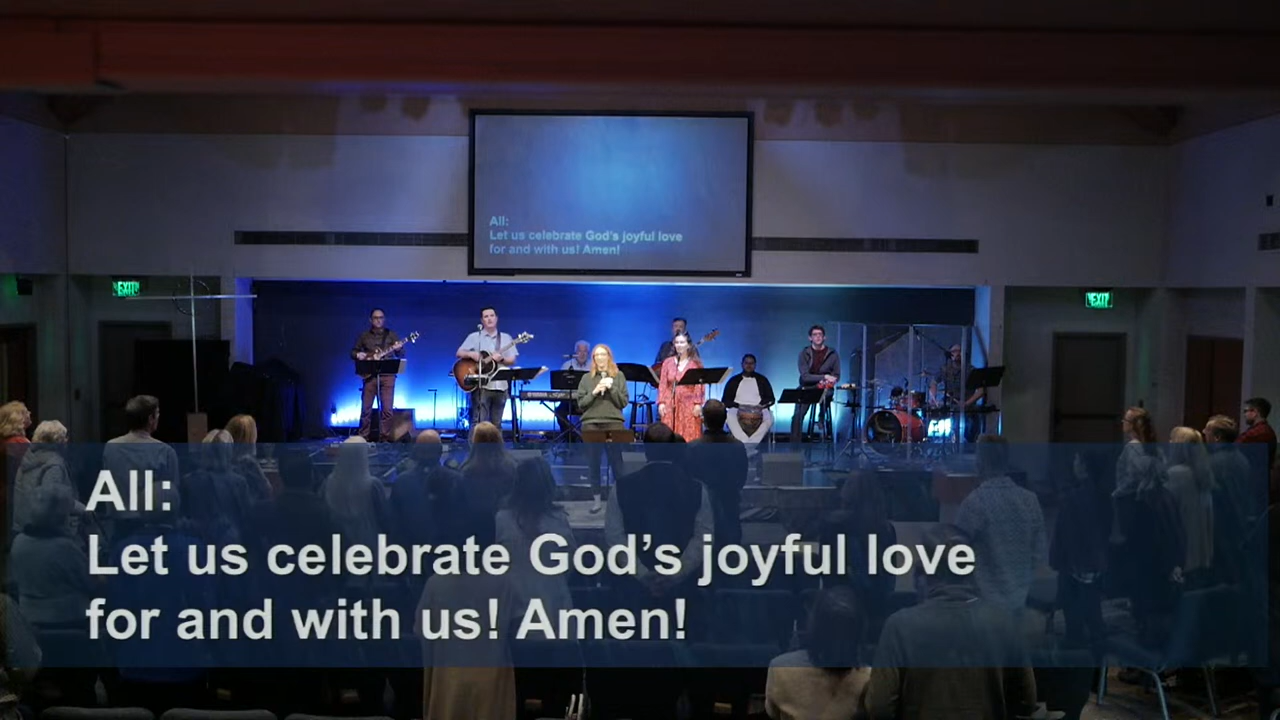 All:
Let us celebrate God's joyful love
for and with us! Amen!
EXIT
EXIT
All:
Let us celebrate God’s joyful love
for and with us! Amen!